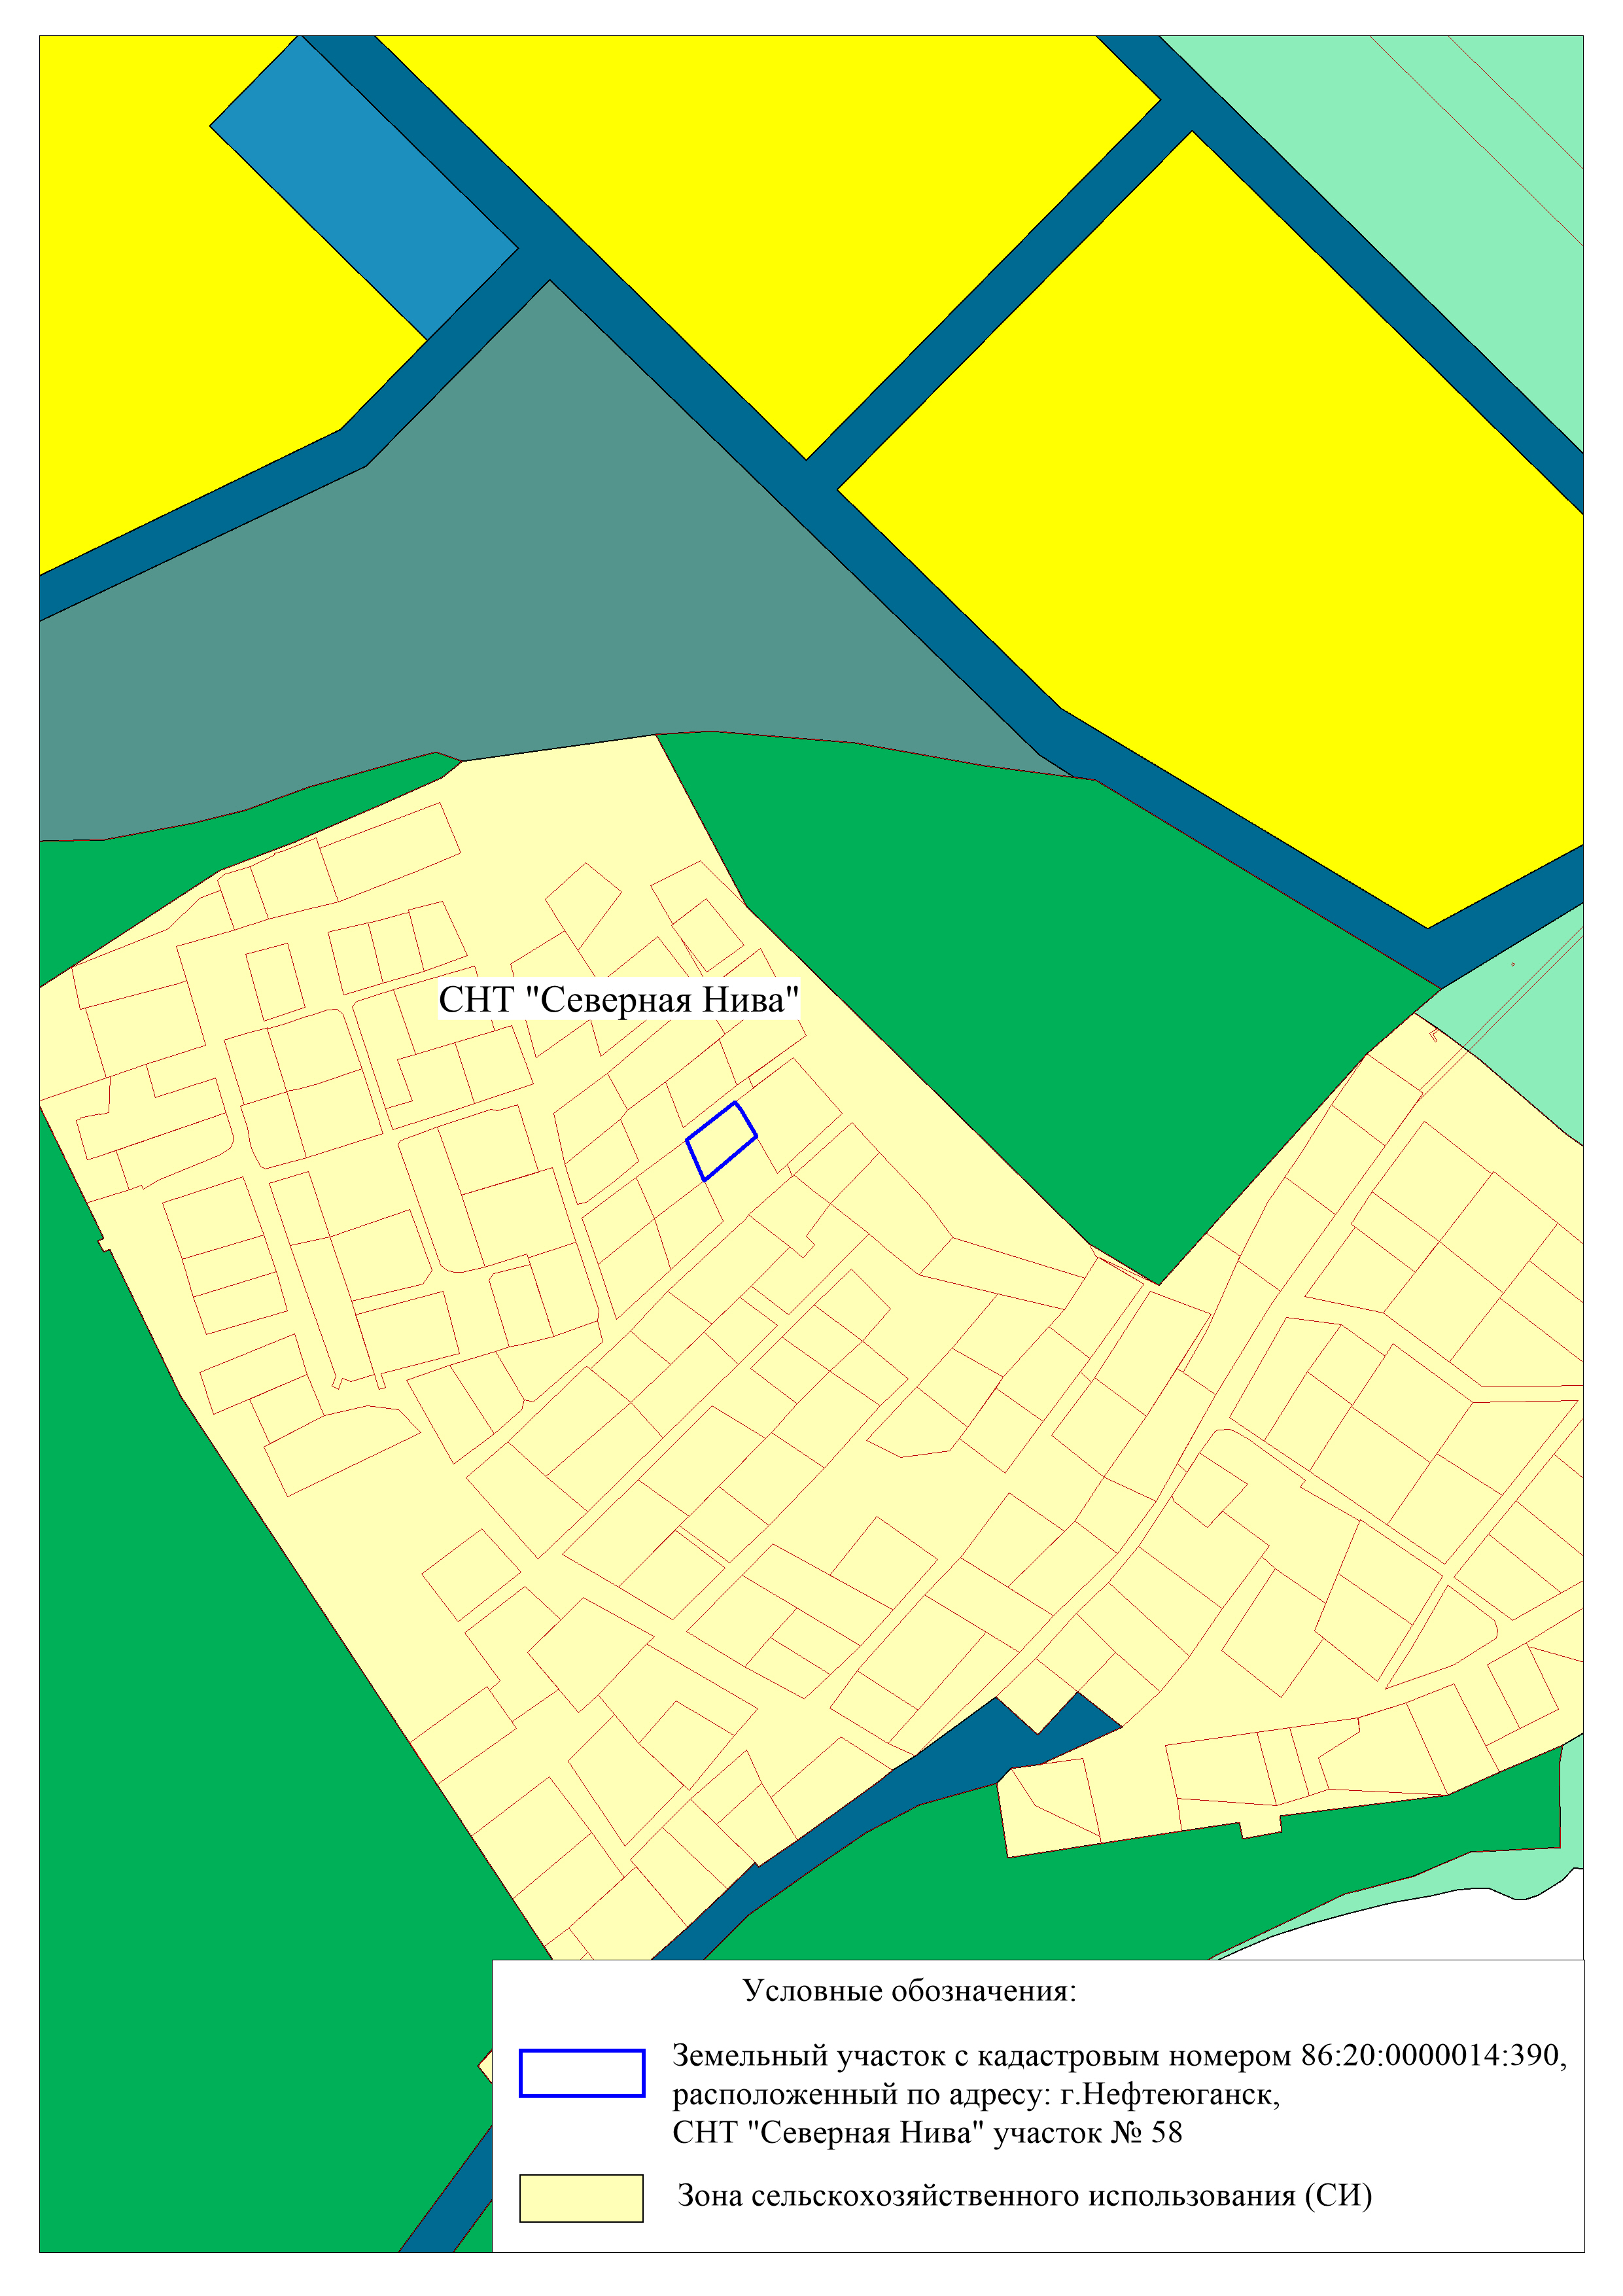 СНТ "Северная Нива"
Условные обозначения:
Земельный участок с кадастровым номером 86:20:0000014:390,
расположенный по адресу: г.Нефтеюганск,
СНТ "Северная Нива" участок № 58
Зона сельскохозяйственного использования (СИ)